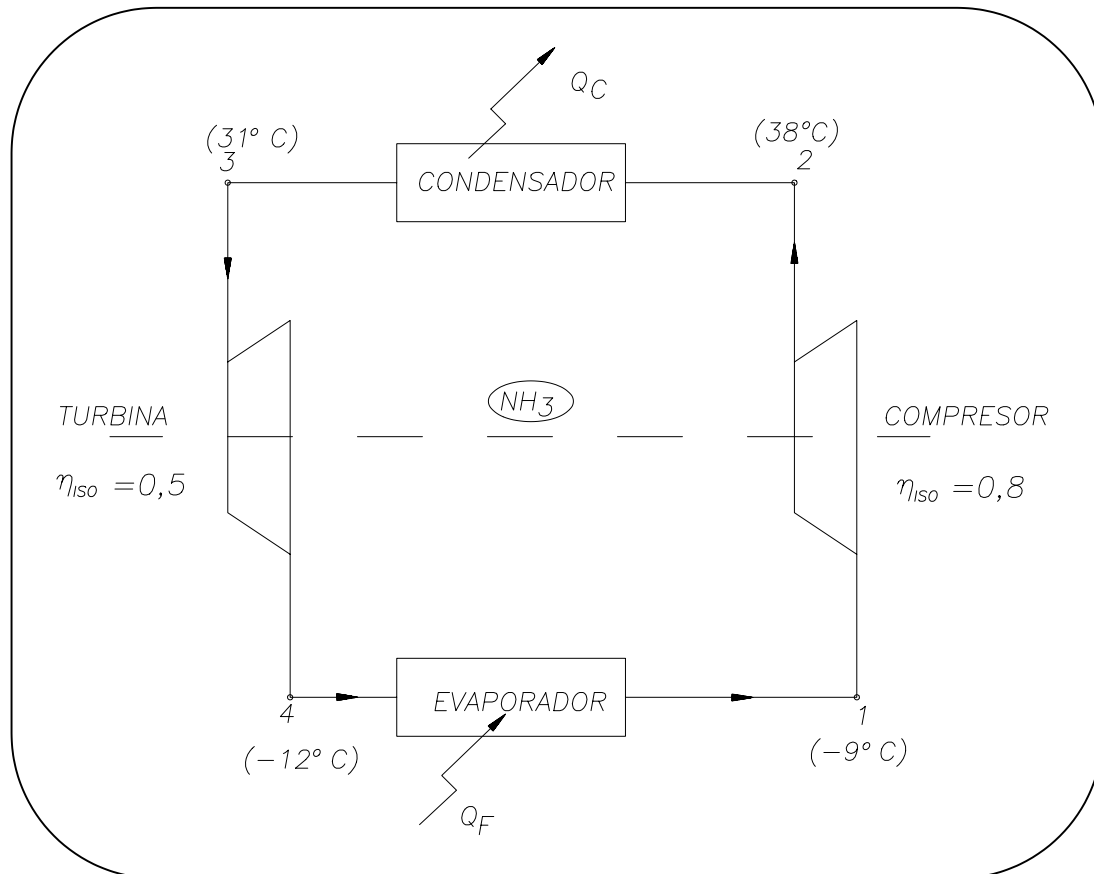 Q_C
(31° C)
3
(38°C)
2
CONDENSADOR
NH3
TURBINA
η_ISO =0,5
COMPRESOR
η_ISO =0,8
EVAPORADOR
4
(−12° C)
1
(−9° C)
Q_F